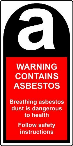 a
WARNING
CONTAINS
ASBESTOS
Breathing asbestos
dust is dangerous
to health
Follow safety
instructions